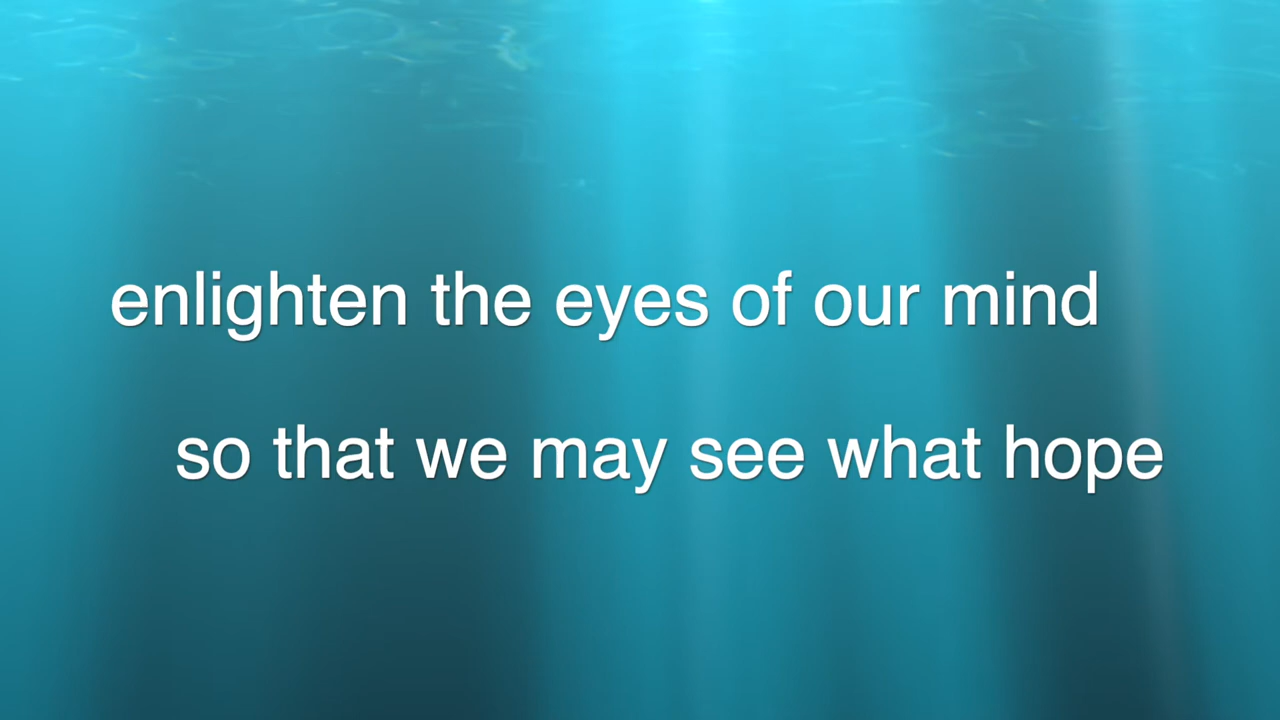 enlighten the eyes of our mind
so that we may see what hope